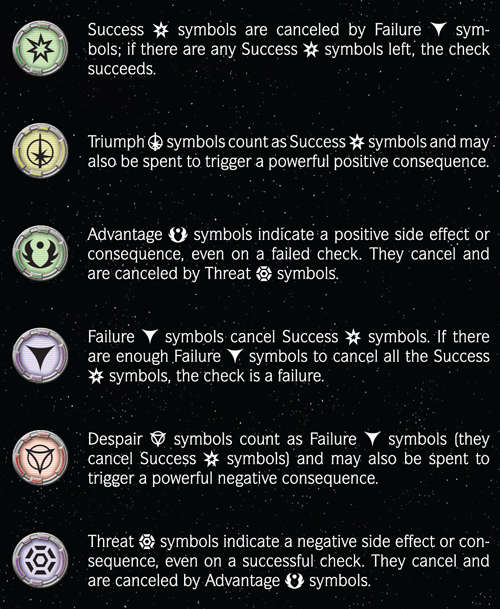 Success symbols are canceled by Failure sym-
bols; if there are any Success symbols left, the check
succeeds.
Triumph symbols count as Success symbols and may
also be spent to trigger a powerful positive consequence.
Advantage symbols indicate a positive side effect or
consequence, even on a failed check. They cancel and
are canceled by Threat symbols.
Failure symbols cancel Success symbols. If there
are enough Failure symbols to cancel all the Success
symbols, the check is a failure.
Despair symbols count as Failure symbols (they
cancel Success symbols) and may also be spent to
trigger a powerful negative consequence.
Threat symbols indicate a negative side effect or con-
sequence, even on a successful check. They cancel and
are canceled by Advantage symbols.